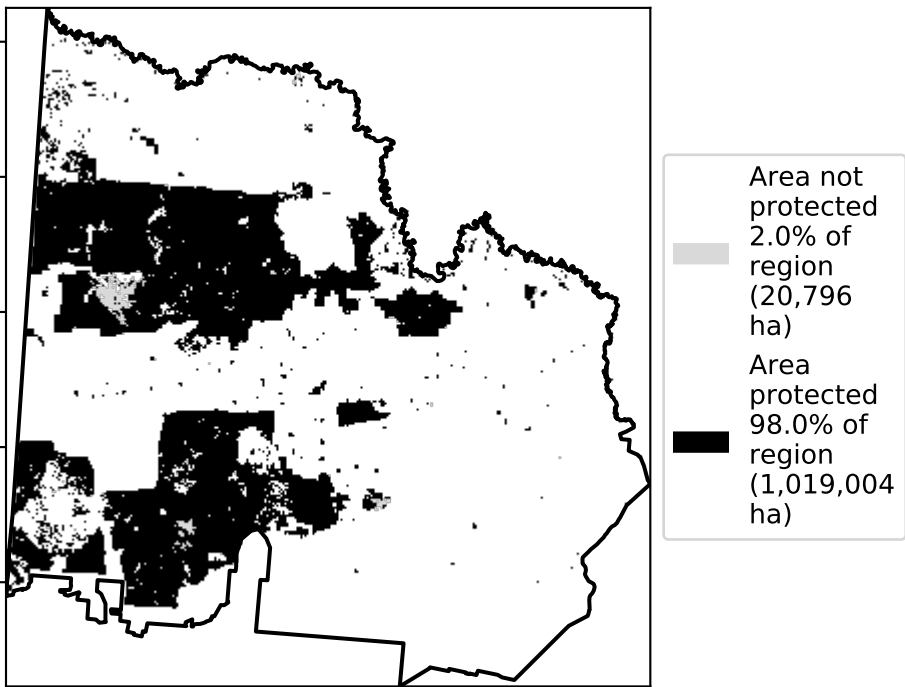 Area not
protected
2.0% of
region
(20,796
ha)
Area
protected
98.0% of
region
(1,019,004
ha)